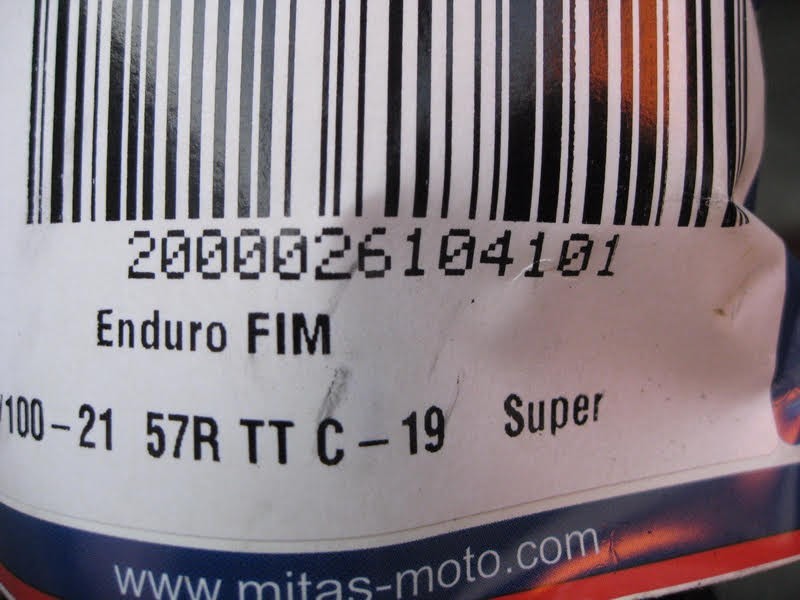 2000026104101
Enduro FIM
/100-21 57R TT C-19 Super
www.mitas-moto.com